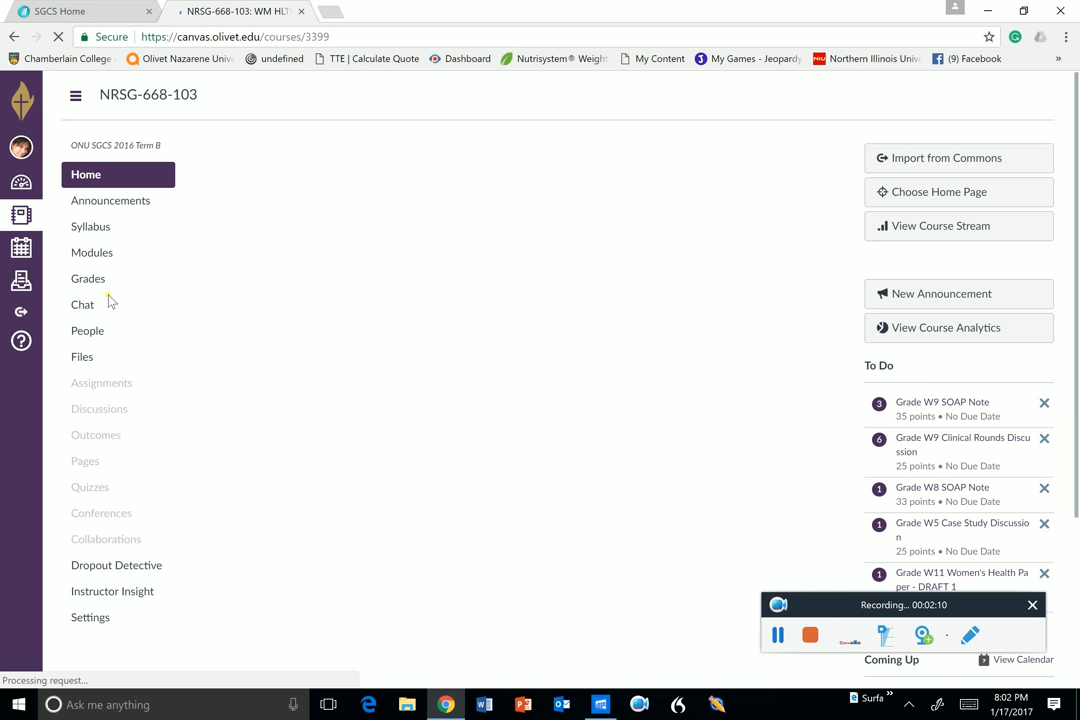 SGCS Home
NRSG-668-103: WM HLT
Secure
https://canvas.olivet.edu/courses/3399
Chamberlain College
Olivet Nazarene Univ
undefined
TTE | Calculate Quote
Dashboard
Nutrisystem® Weight
My Content
My Games - Jeopardy
NIU
Northern Illinois Univ
(9) Facebook
»
NRSG-668-103
ONU SGCS 2016 Term B
Home
Announcements
Syllabus
Modules
Grades
Chat
People
Files
Assignments
Discussions
Outcomes
Pages
Quizzes
Conferences
Collaborations
Dropout Detective
Instructor Insight
Settings
Import from Commons
Choose Home Page
View Course Stream
New Announcement
View Course Analytics
To Do
3
Grade W9 SOAP Note
35 points • No Due Date
6
Grade W9 Clinical Rounds Discu
ssion
25 points • No Due Date
1
Grade W8 SOAP Note
33 points • No Due Date
1
Grade W5 Case Study Discussio
n
25 points • No Due Date
1
Grade W11 Women's Health Pa
per - DRAFT 1
Recording... 00:02:10
Coming Up
View Calendar
Processing request...
Ask me anything
Surfa
8:02 PM
1/17/2017